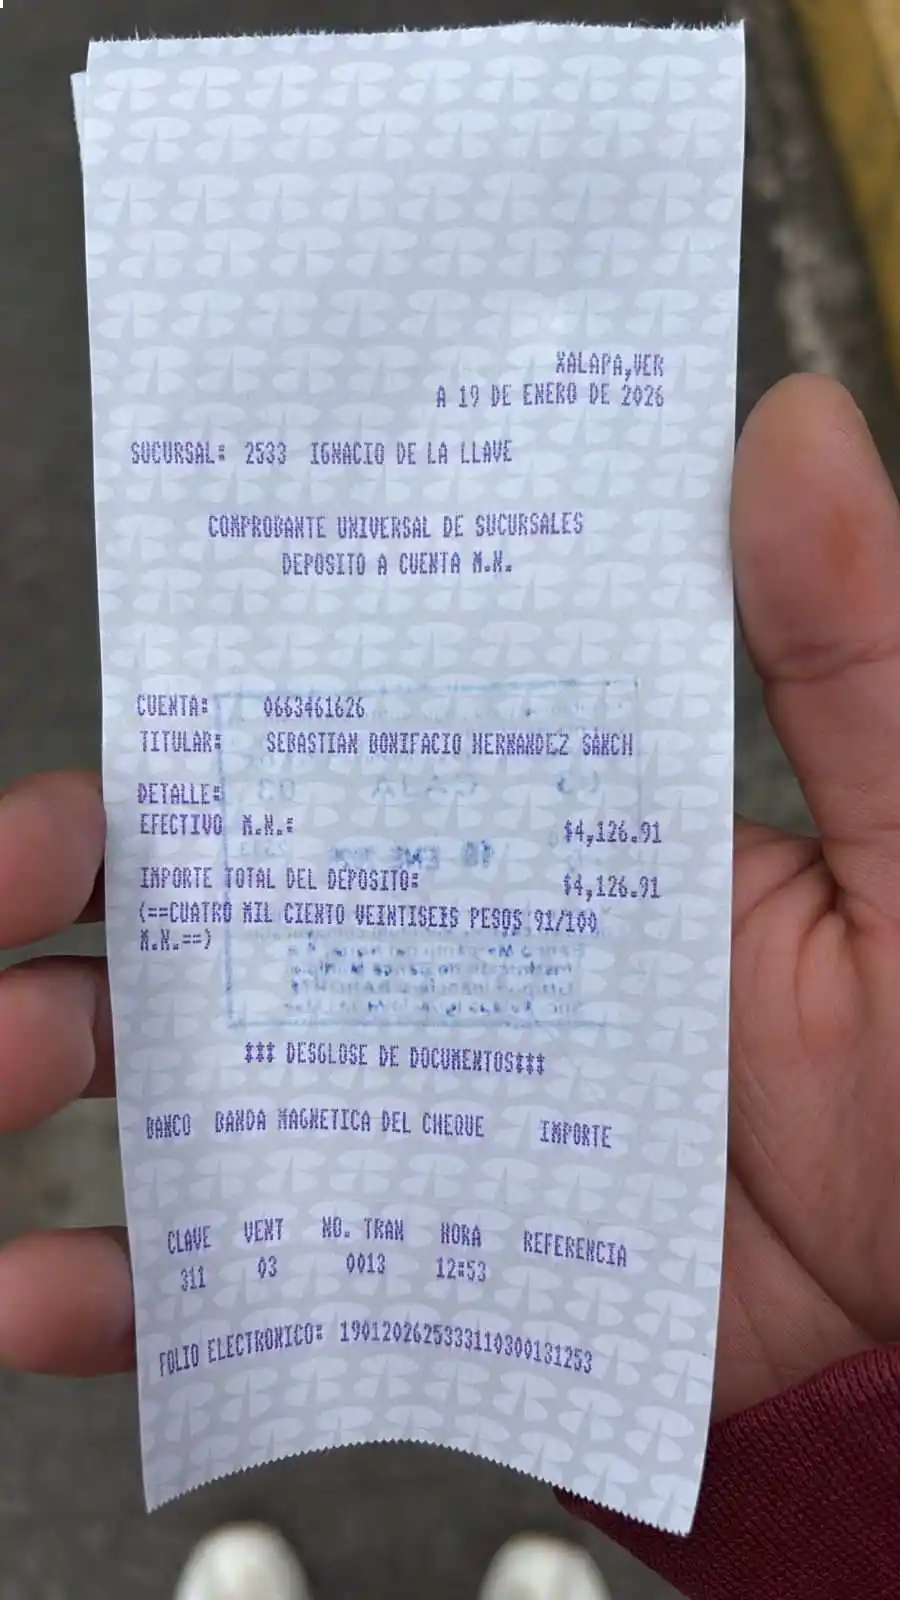 XALAPA,VER
A 19 DE ENERO DE 2026
SUCURSAL: 2533 IGNACIO DE LA LLAVE
COMPROBANTE UNIVERSAL DE SUCURSALES
DEPOSITO A CUENTA M.N.
CUENTA: 0663461626
TITULAR: SEBASTIAN BONIFACIO HERNANDEZ SANCH
DETALLE:
EFECTIVO M.N.: $4,126.91
IMPORTE TOTAL DEL DEPOSITO: $4,126.91
(==CUATRO MIL CIENTO VEINTISEIS PESOS 91/100
M.N.==)
*** DESGLOSE DE DOCUMENTOS***
BANCO BANDA MAGNETICA DEL CHEQUE IMPORTE
CLAVE VENT NO. TRAN HORA REFERENCIA
311 03 0013 12:53
FOLIO ELECTRONICO: 1901202625333110300131253